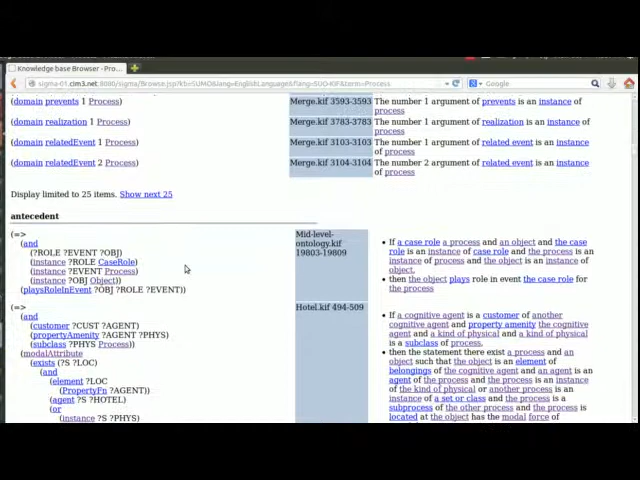 Knowledge base Browser - Pro...
sigma-01.cim3.net:8080/sigma/Browse.jsp?kb=SUMO&lang=EnglishLanguage&flang=SUO-KIF&term=Process
Google
(domain prevents 1 Process) Merge.kif 3593-3593 The number 1 argument of prevents is an instance of
process
(domain realization 1 Process) Merge.kif 3783-3783 The number 1 argument of realization is an instance of
process
(domain relatedEvent 1 Process) Merge.kif 3103-3103 The number 1 argument of related event is an instance
of process
(domain relatedEvent 2 Process) Merge.kif 3104-3104 The number 2 argument of related event is an instance
of process
Display limited to 25 items. Show next 25
antecedent
(=>
(and
(?ROLE ?EVENT ?OBJ)
(instance ?ROLE CaseRole)
(instance ?EVENT Process)
(instance ?OBJ Object))
(playsRoleInEvent ?OBJ ?ROLE ?EVENT))
Mid-level-
ontology.kif
19803-19809
If a case role a process and an object and the case
role is an instance of case role and the process is an
instance of process and the object is an instance of
object,
then the object plays role in event the case role for
the process
(=>
(and
(customer ?CUST ?AGENT)
(propertyAmenity ?AGENT ?PHYS)
(subclass ?PHYS Process))
(modalAttribute
(exists (?S ?LOC)
(and
(element ?LOC
(PropertyFn ?AGENT))
(agent ?S ?HOTEL)
(or
(instance ?S ?PHYS)
Hotel.kif 494-509
If a cognitive agent is a customer of another
cognitive agent and property amenity the cognitive
agent and a kind of physical and a kind of physical
is a subclass of process,
then the statement there exist a process and an
object such that the object is an element of
belongings of the cognitive agent and an agent is an
agent of the process and the process is an instance
of the kind of physical or another process is an
instance of a set or class and the process is a
subprocess of the other process and the process is
located at the object has the modal force of